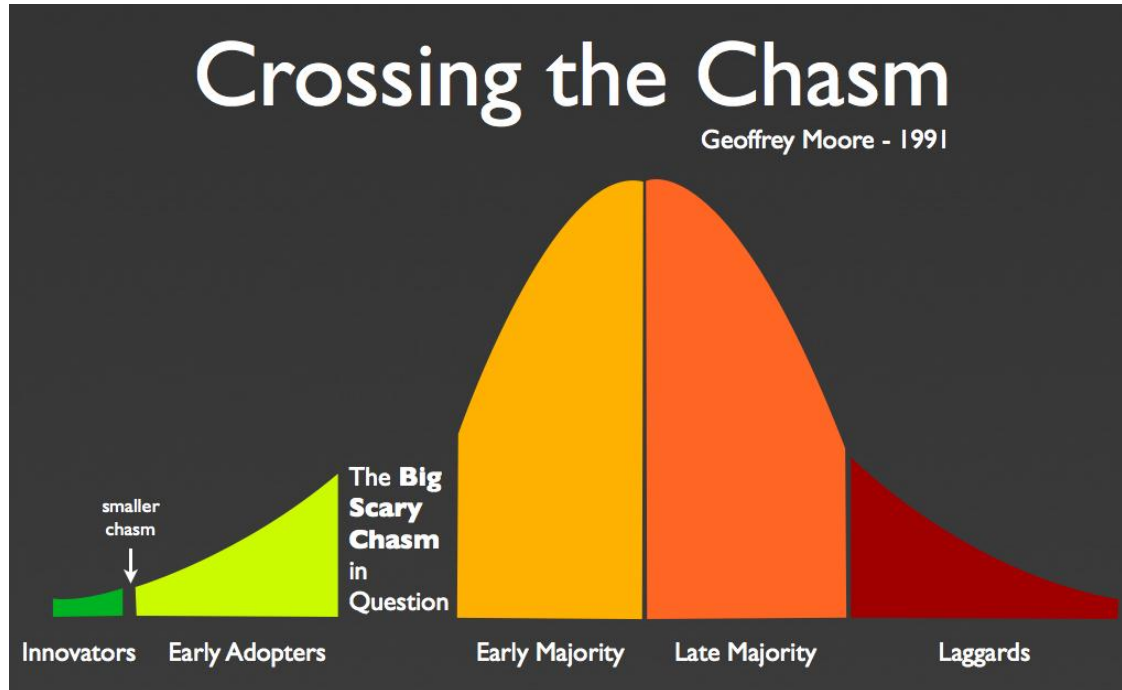 Crossing the Chasm
Geoffrey Moore - 1991
smaller
chasm
The Big
Scary
Chasm
in
Question
Innovators
Early Adopters
Early Majority
Late Majority
Laggards